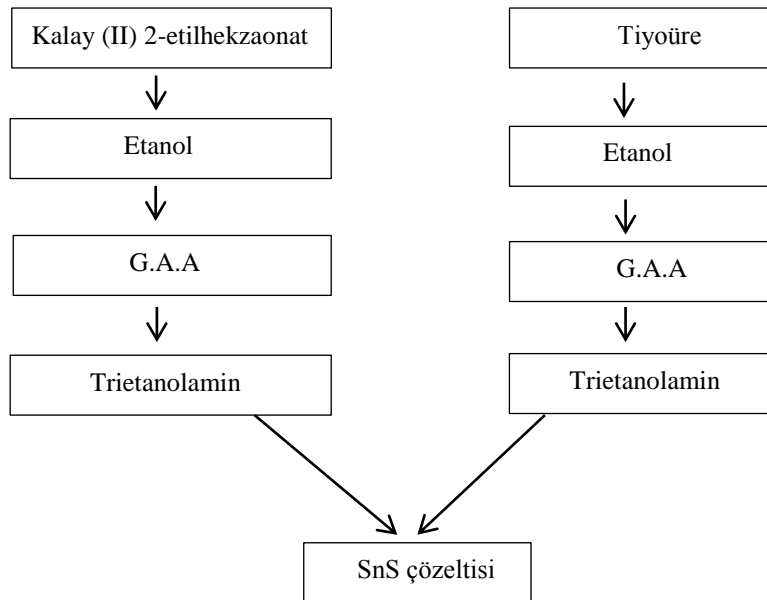 Kalay (II) 2-etilhekzaonat
Etanol
G.A.A
Trietanolamin
Tiyoüre
Etanol
G.A.A
Trietanolamin
SnS çözeltisi